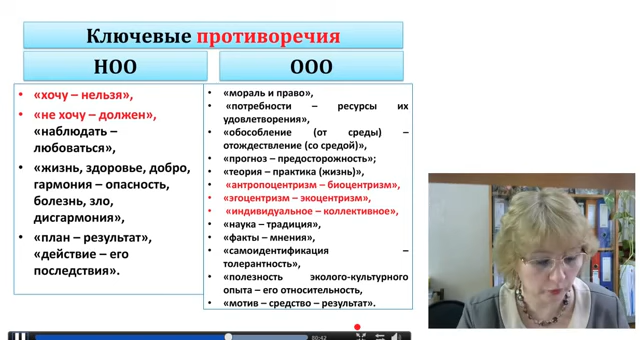 Ключевые противоречия
НОО
ООО
• «хочу – нельзя»,
• «не хочу – должен»,
«наблюдать –
любоваться»,
• «жизнь, здоровье, добро,
гармония – опасность,
болезнь, зло,
дисгармония»,
• «план – результат»,
«действие – его
последствия».
• «мораль и право»,
• «потребности – ресурсы их
удовлетворения»,
• «обособление (от среды) –
отождествление (со средой)»,
• «прогноз – предосторожность»;
• «теория – практика (жизнь)»,
• «антропоцентризм – биоцентризм»,
• «эгоцентризм – экоцентризм»,
• «индивидуальное – коллективное»,
• «наука – традиция»,
• «факты – мнения»,
• «самоидентификация –
толерантность»,
• «полезность эколого-культурного
опыта – его относительность,
• «мотив – средство – результат».
00:42